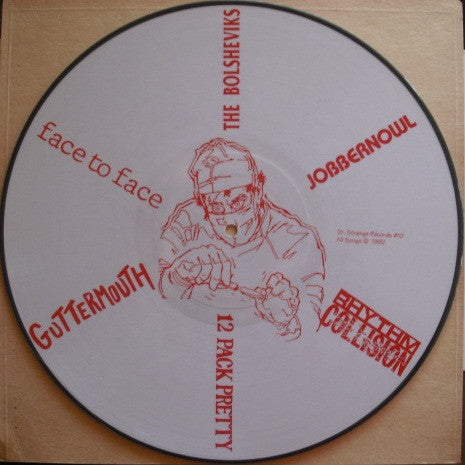 THE BOLSHEVIKS
face to face
JOBBERNOWL
Dr. Strange Records #10
All Songs © 1992
GUTTERMOUTH
12 PACK PRETTY
RHYTHM
COLLISION